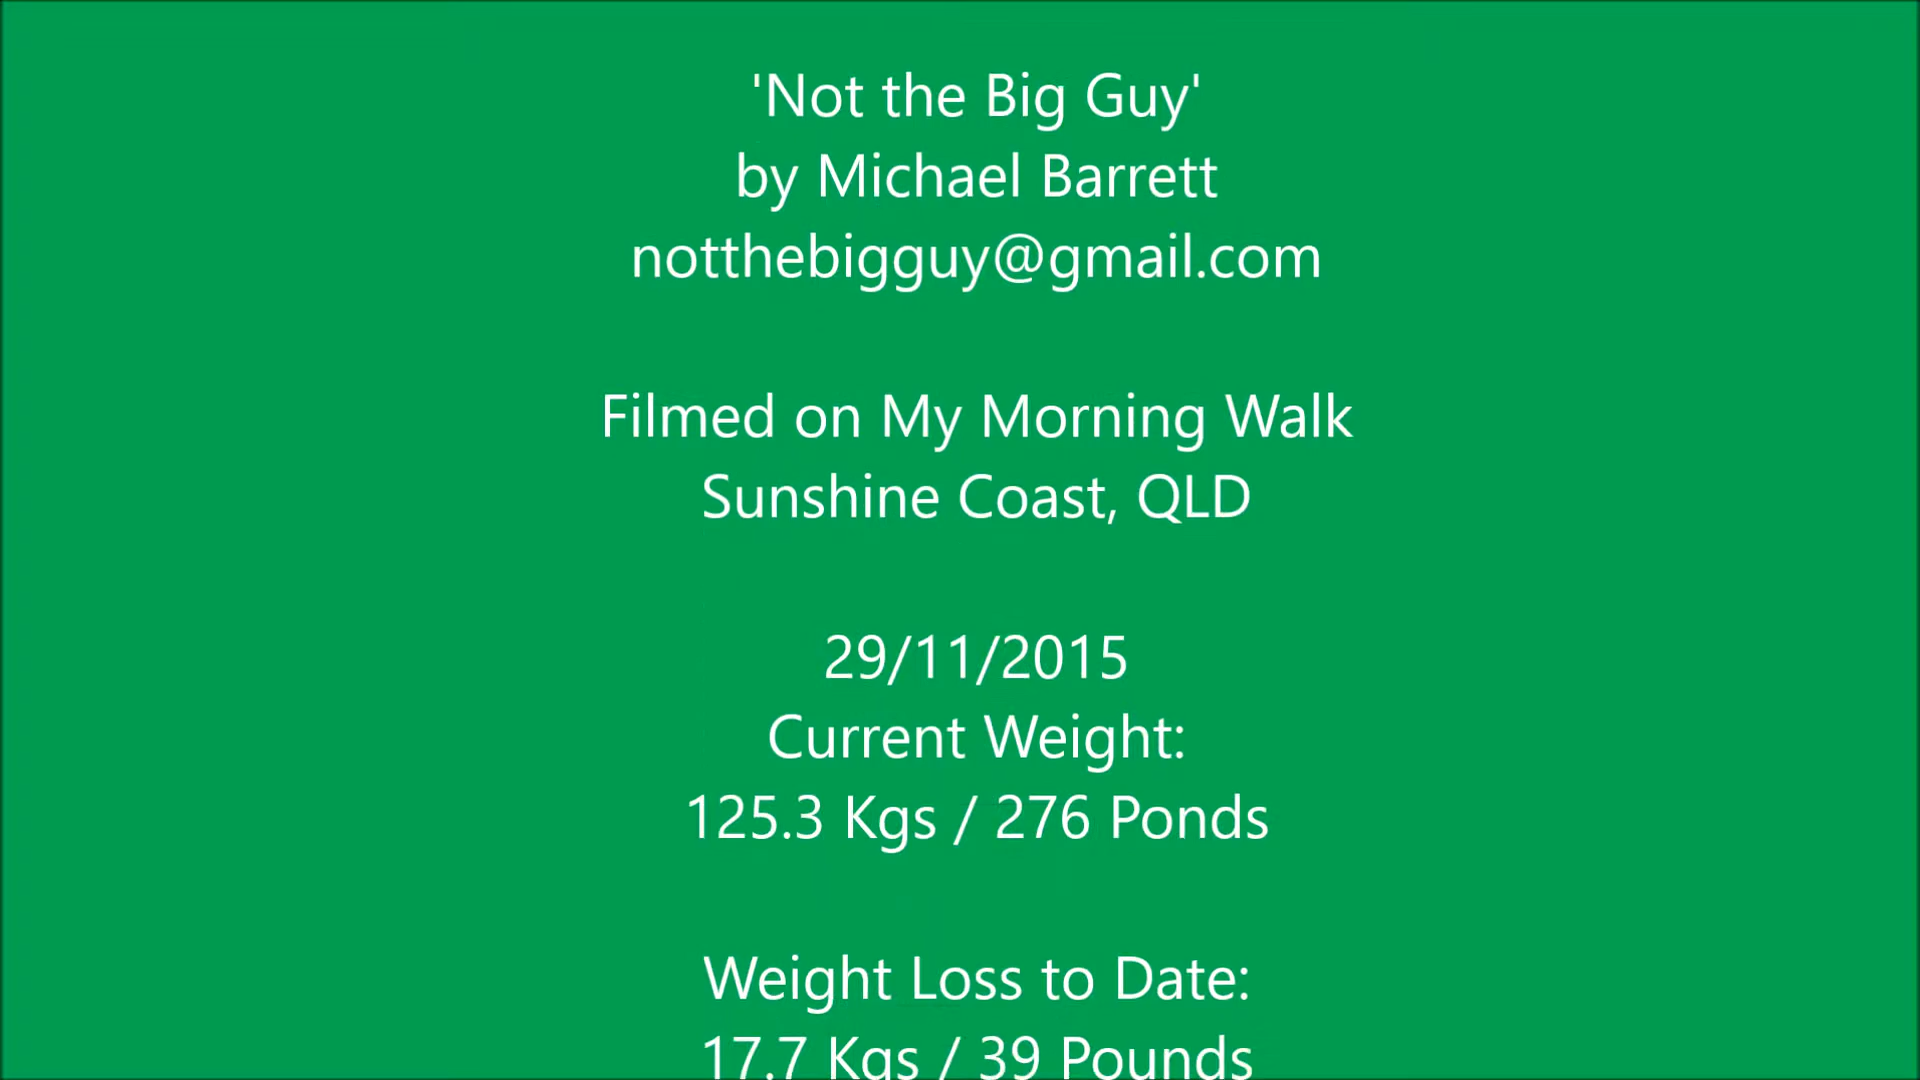 'Not the Big Guy'
by Michael Barrett
notthebigguy@gmail.com
Filmed on My Morning Walk
Sunshine Coast, QLD
29/11/2015
Current Weight:
125.3 Kgs / 276 Ponds
Weight Loss to Date:
17.7 Kgs / 39 Pounds